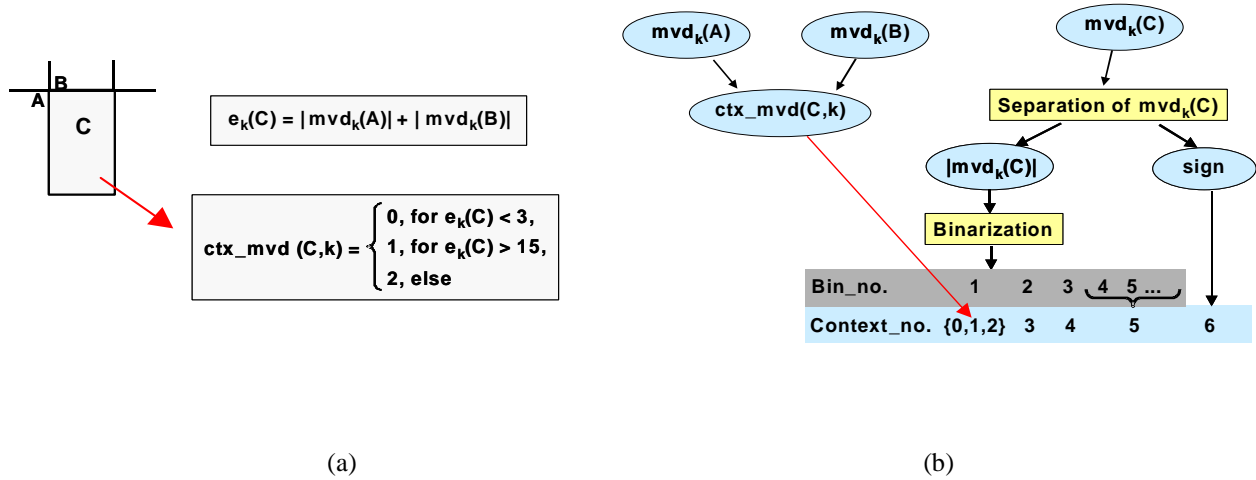 B
A
C
e_k(C) = | mvd_k(A)| + | mvd_k(B)|
ctx_mvd (C,k) =
0, for e_k(C) < 3,
1, for e_k(C) > 15,
2, else
(a)
mvd_k(A)
mvd_k(B)
mvd_k(C)
ctx_mvd(C,k)
Separation of mvd_k(C)
|mvd_k(C)|
sign
Binarization
Bin_no. 1 2 3 4 5 ...
Context_no. {0,1,2} 3 4 5 6
(b)